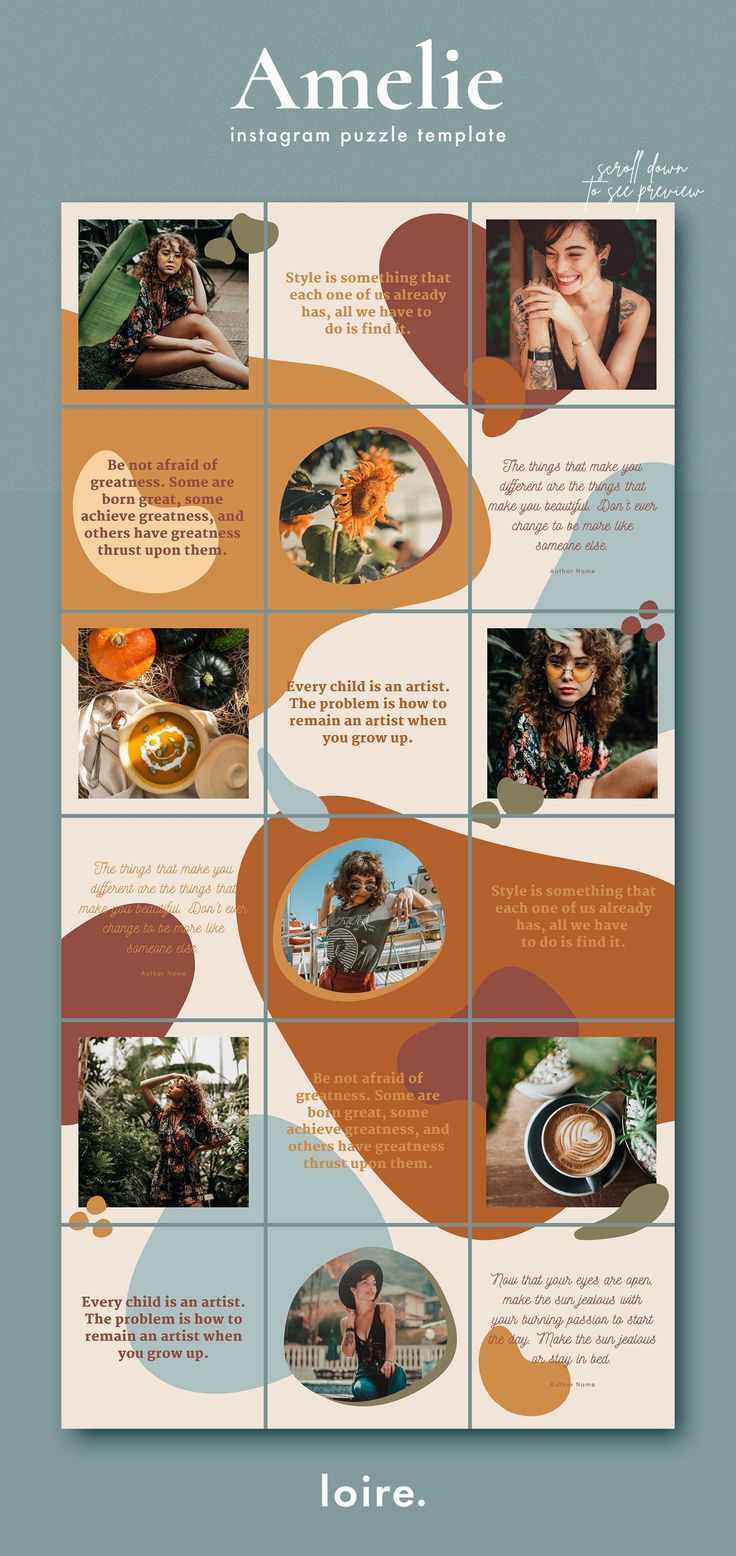 Amelie
instagram puzzle template
scroll down
to see preview
Style is something that
each one of us already
has, all we have to
do is find it.
Be not afraid of
greatness. Some are
born great, some
achieve greatness, and
others have greatness
thrust upon them.
The things that make you
different are the things that
make you beautiful. Don't ever
change to be more like
someone else.
Author Name
Every child is an artist.
The problem is how to
remain an artist when
you grow up.
The things that make you
different are the things that
make you beautiful. Don't ever
change to be more like
someone else.
Author Name
Style is something that
each one of us already
has, all we have
to do is find it.
Be not afraid of
greatness. Some are
born great, some
achieve greatness, and
others have greatness
thrust upon them.
Every child is an artist.
The problem is how to
remain an artist when
you grow up.
Now that your eyes are open,
make the sun jealous with
your burning passion to start
the day. Make the sun jealous
or stay in bed.
Author Name
loire.